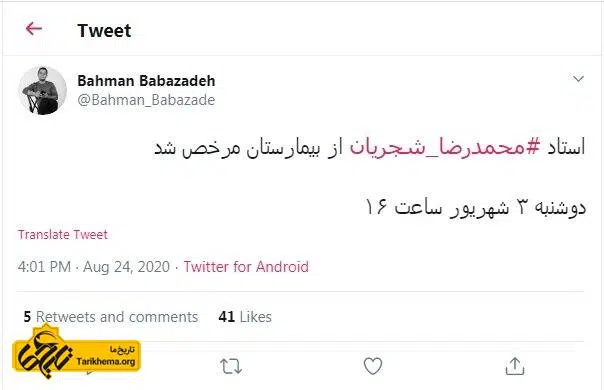 Tweet
Bahman Babazadeh
@Bahman_Babazade
استاد #محمدرضا_شجریان از بیمارستان مرخص شد
دوشنبه ۳ شهریور ساعت ۱۶
Translate Tweet
4:01 PM · Aug 24, 2020 · Twitter for Android
5 Retweets and comments 41 Likes
تاریخ‌ما
Tarikhema.org